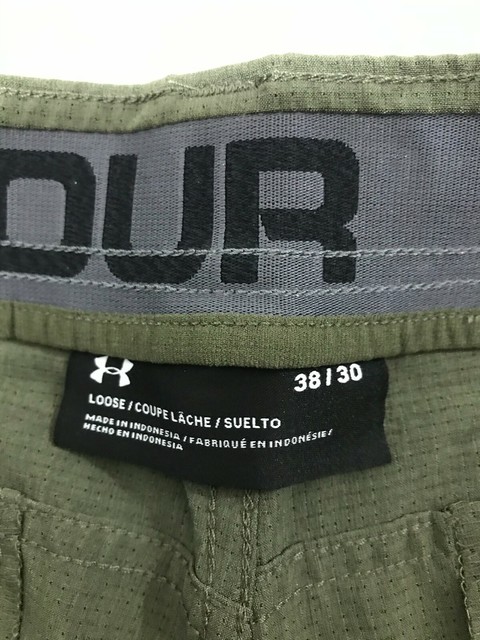 OUR
38/30
LOOSE / COUPE LÂCHE / SUELTO
MADE IN INDONESIA / FABRIQUÉ EN INDONÉSIE /
HECHO EN INDONESIA